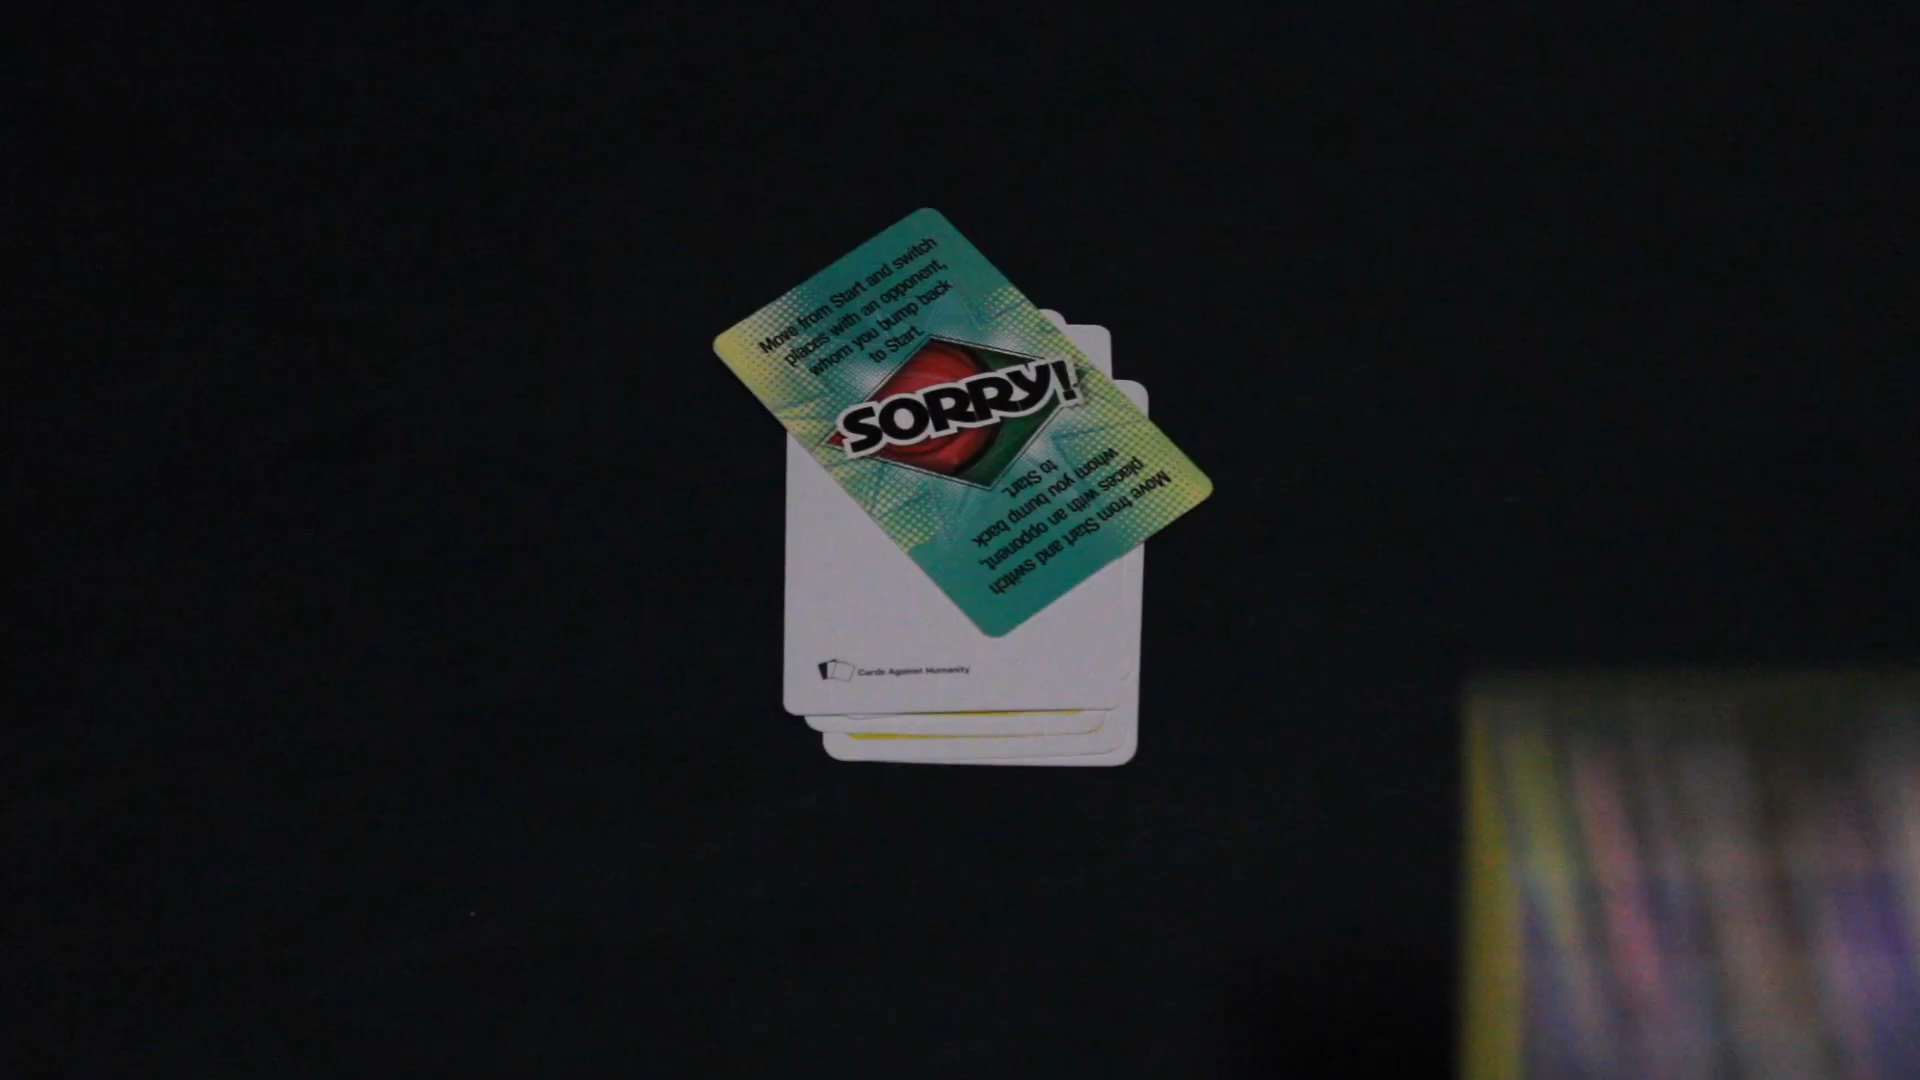 Move from Start and switch
places with an opponent,
whom you bump back
to Start.
SORRY!
Move from Start and switch
places with an opponent,
whom you bump back
to Start.
Cards Against Humanity